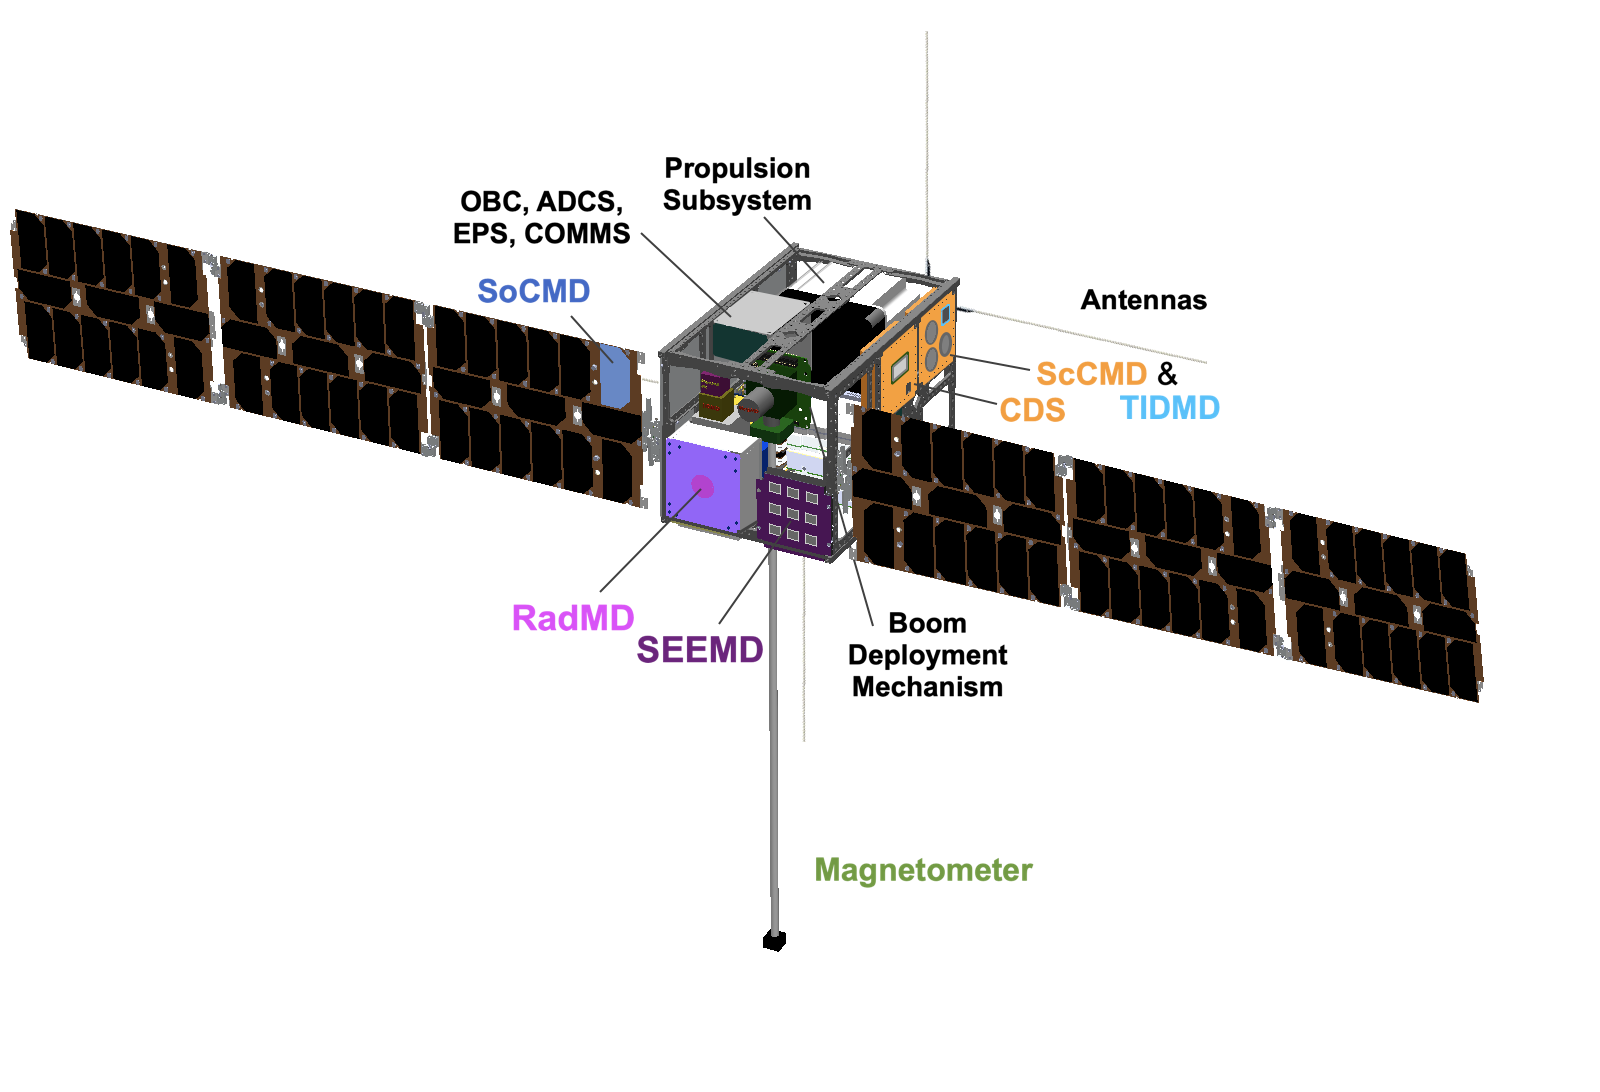 Propulsion
Subsystem
OBC, ADCS,
EPS, COMMS
SoCMD
Antennas
ScCMD &
CDS TIDMD
RadMD
SEEMD
Boom
Deployment
Mechanism
Magnetometer